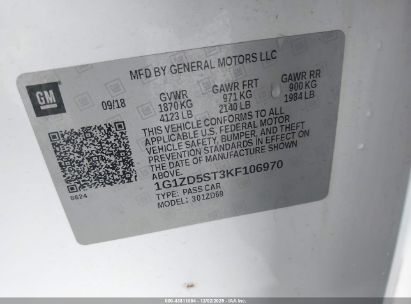 MFD BY GENERAL MOTORS LLC
GM
09/18
GVWR GAWR FRT GAWR RR
1870 KG 971 KG 900 KG
4123 LB 2140 LB 1984 LB
THIS VEHICLE CONFORMS TO ALL
APPLICABLE U.S. FEDERAL MOTOR
VEHICLE SAFETY, BUMPER, AND THEFT
PREVENTION STANDARDS IN EFFECT ON THE
DATE OF MANUFACTURE SHOWN
ABOVE.
1G1ZD5ST3KF106970
TYPE: PASS CAR
MODEL: 301ZD69
0624